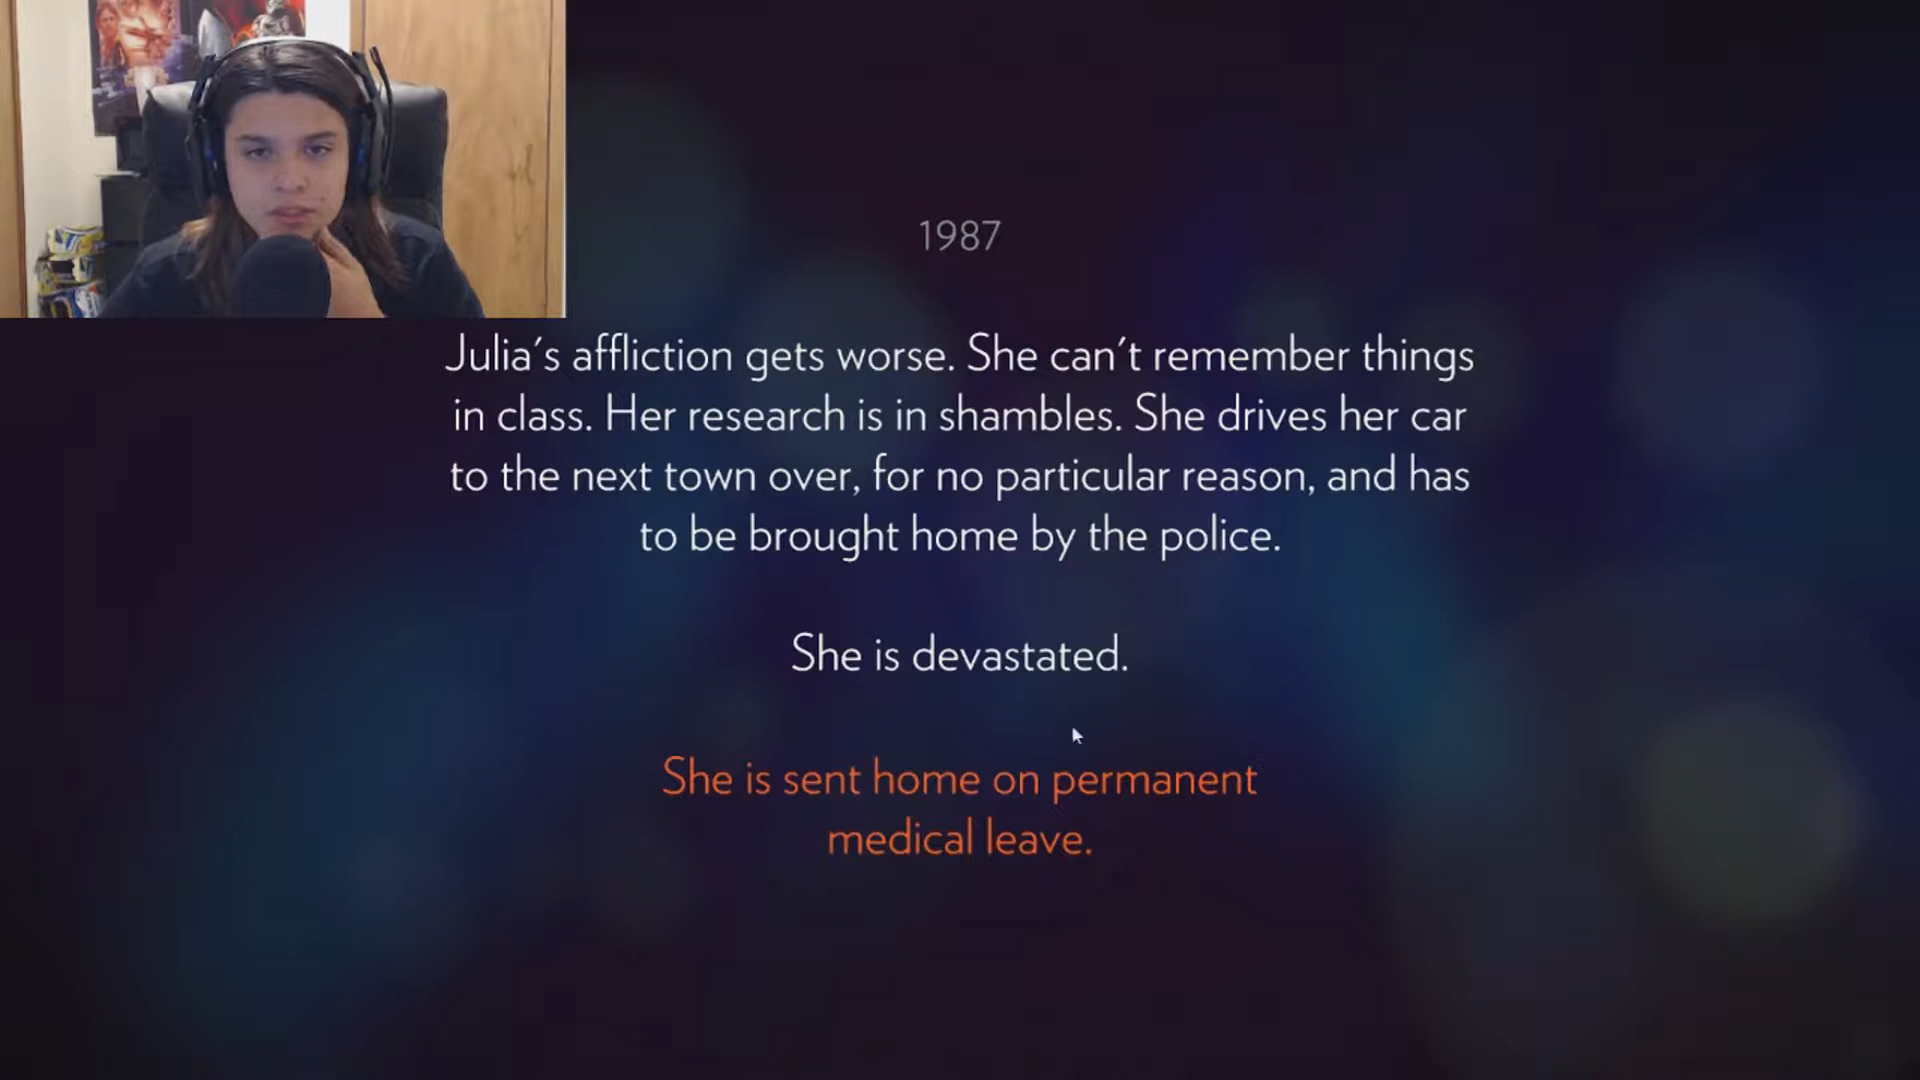 1987
Julia's affliction gets worse. She can't remember things
in class. Her research is in shambles. She drives her car
to the next town over, for no particular reason, and has
to be brought home by the police.
She is devastated.
She is sent home on permanent
medical leave.